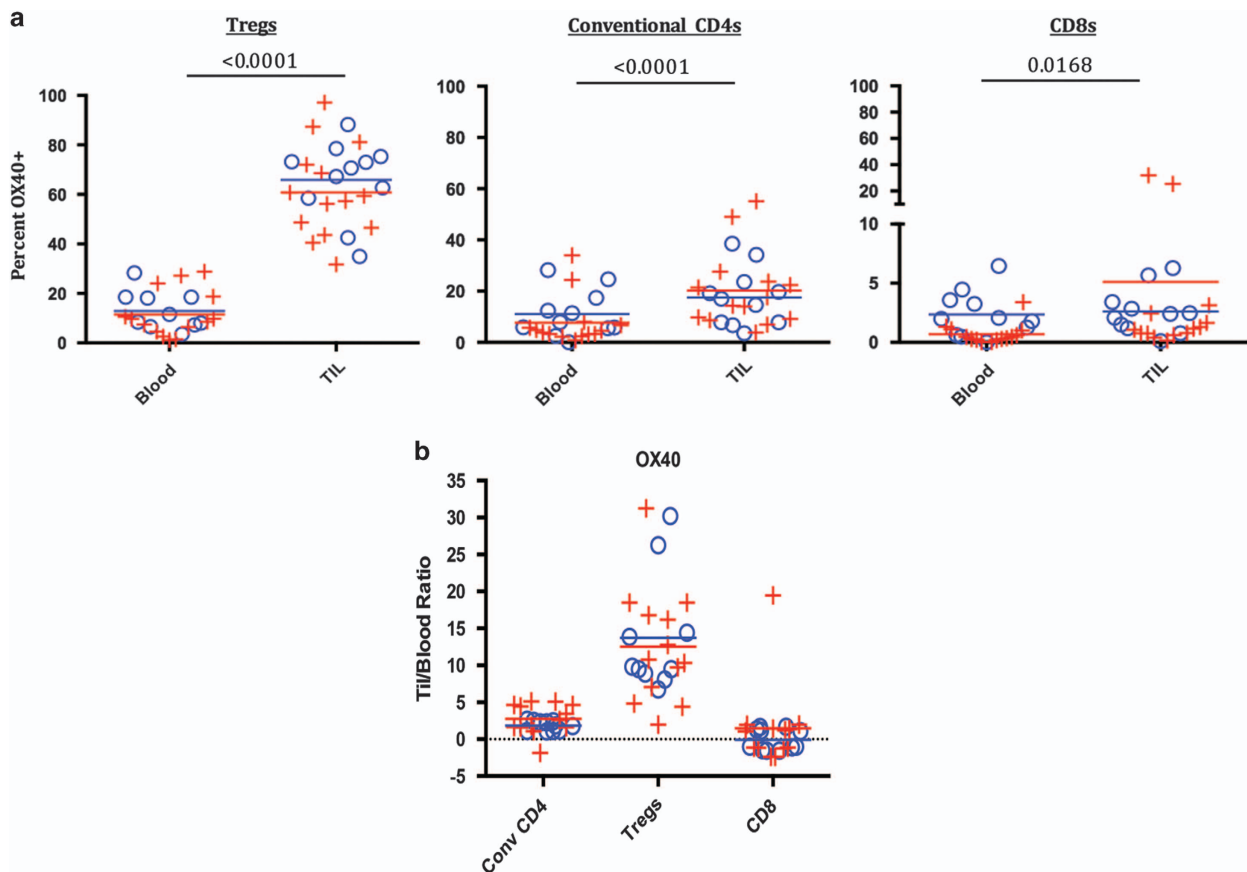 a
Tregs
Conventional CD4s
CD8s
<0.0001
<0.0001
0.0168
Percent OX40+
100
80
60
40
20
0
Blood
TIL
100
80
60
40
20
0
Blood
TIL
100
80
60
40
20
10
5
0
Blood
TIL
b
OX40
Til/Blood Ratio
35
30
25
20
15
10
5
0
-5
Conv CD4
Tregs
CD8